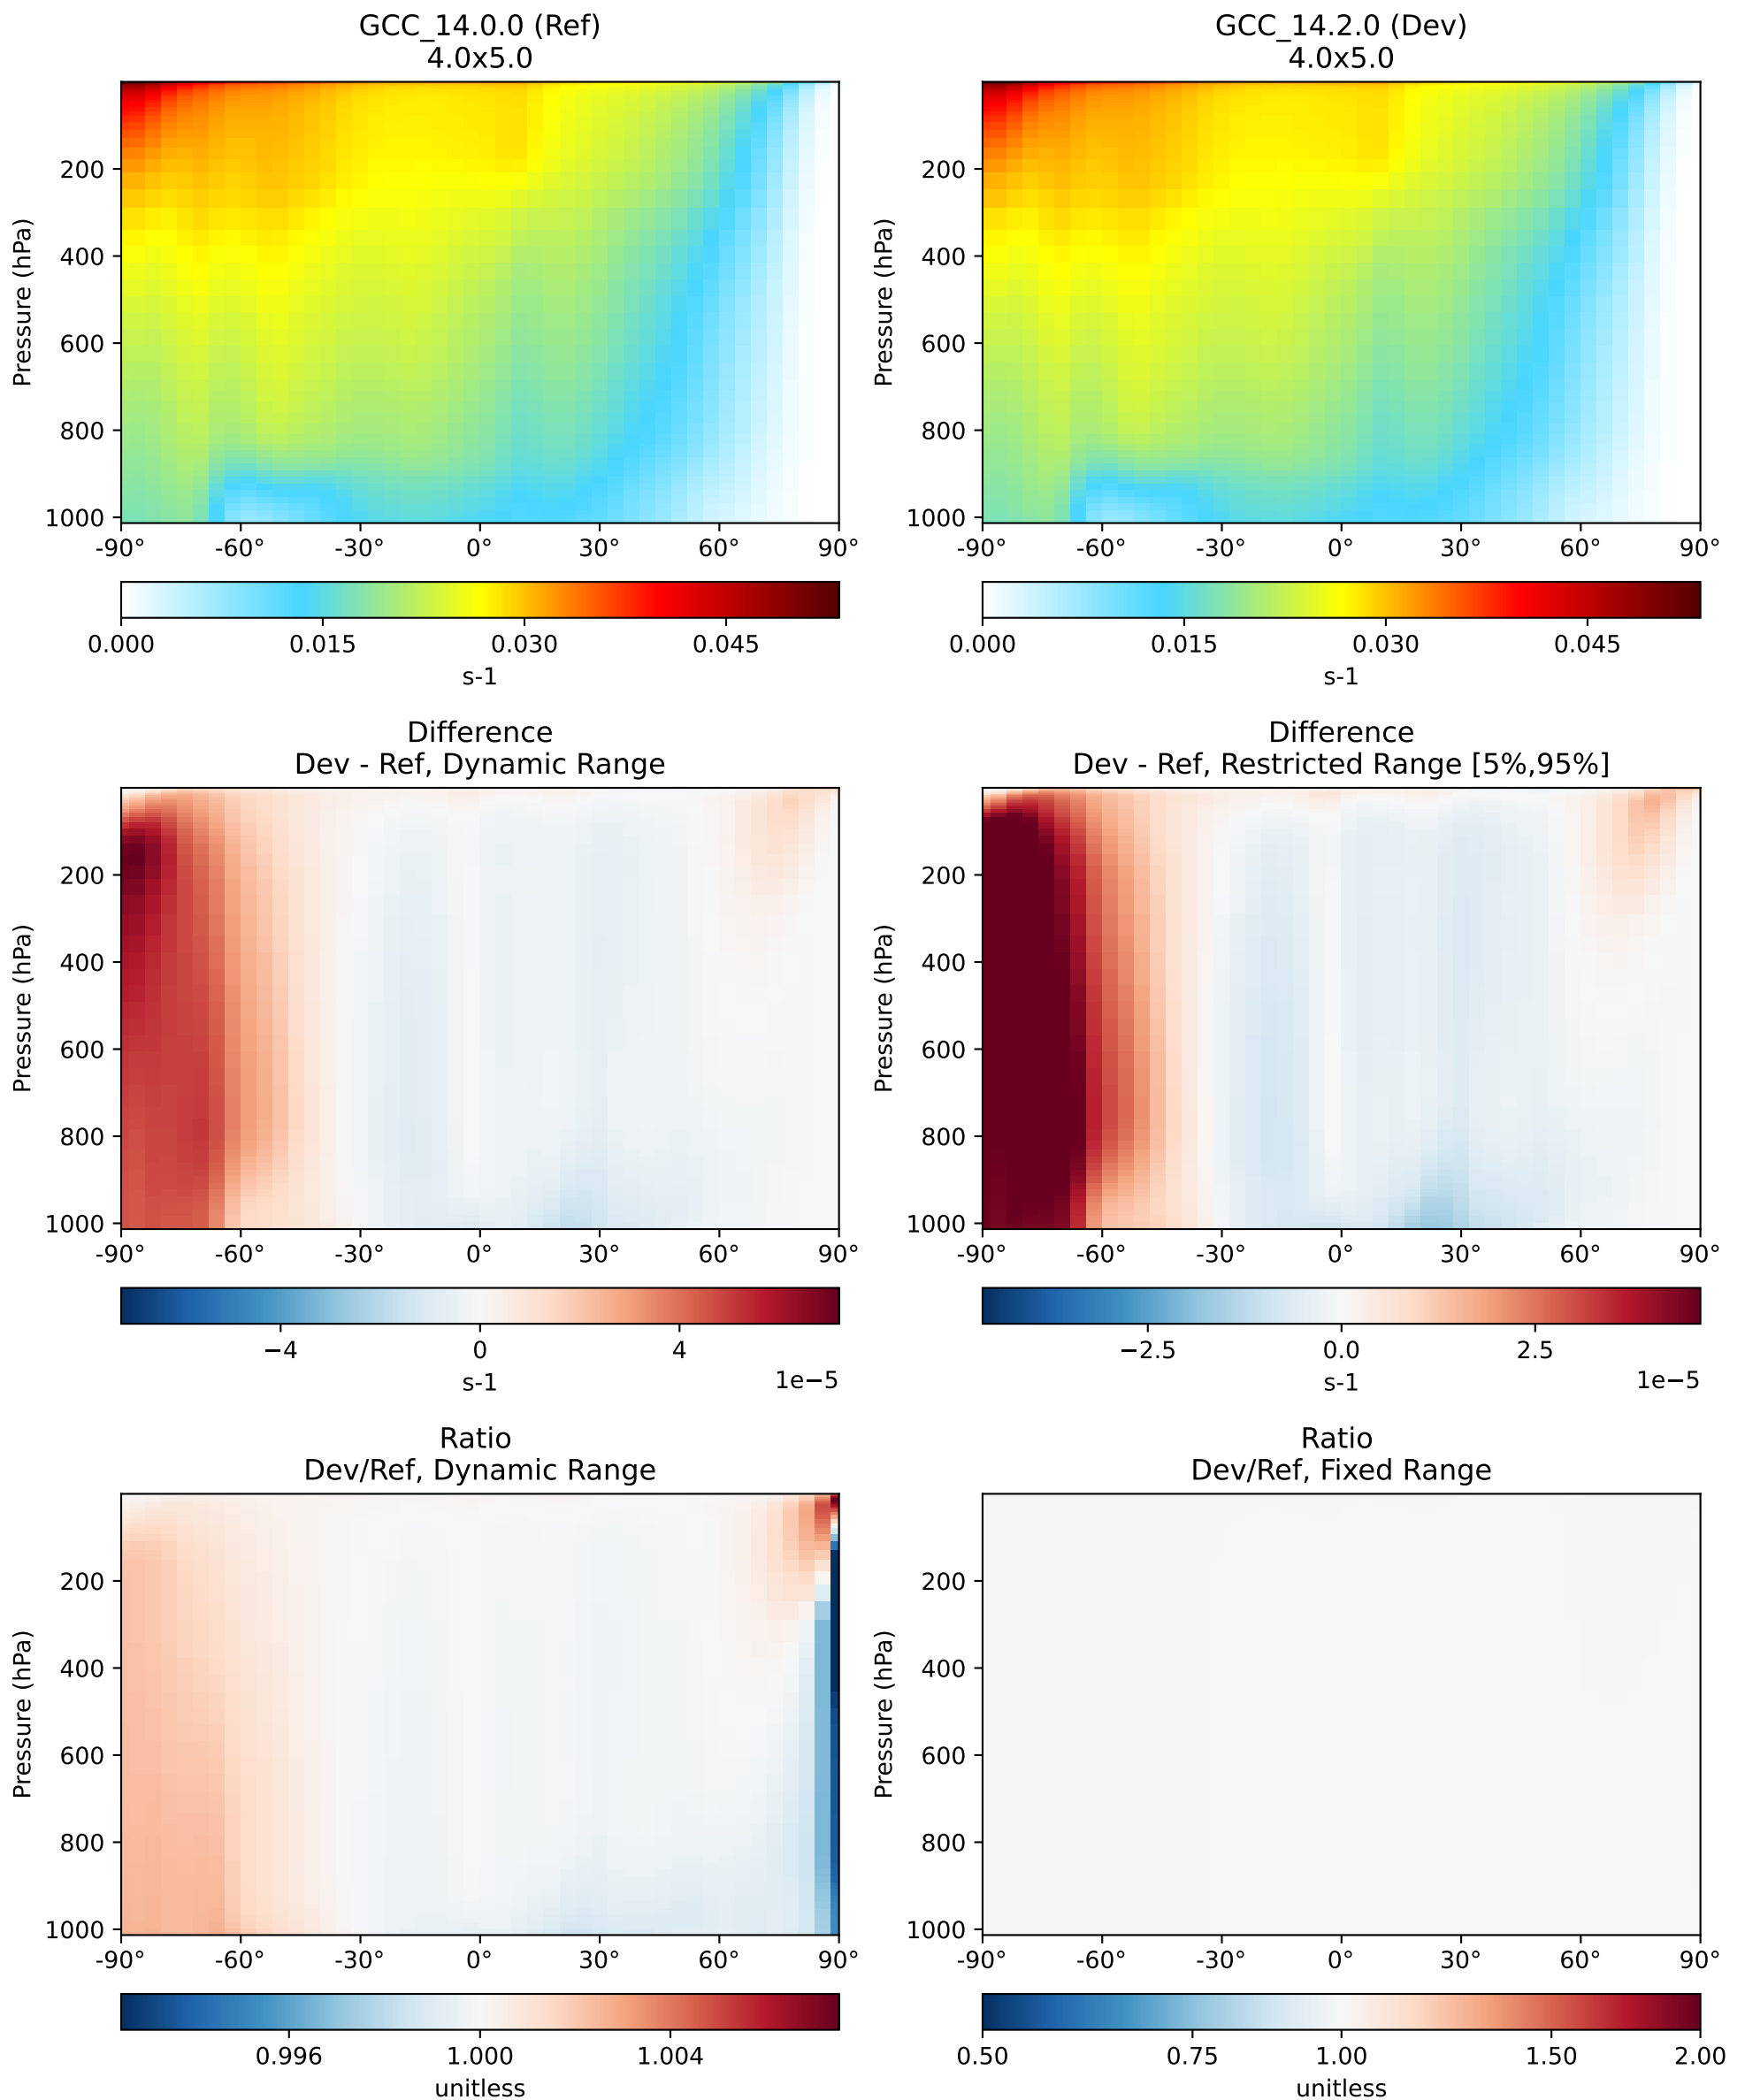 GCC_14.0.0 (Ref)
4.0x5.0
GCC_14.2.0 (Dev)
4.0x5.0
Pressure (hPa)
200
400
600
800
1000
-90° -60° -30° 0° 30° 60° 90°
0.000 0.015 0.030 0.045
s-1
Pressure (hPa)
200
400
600
800
1000
-90° -60° -30° 0° 30° 60° 90°
0.000 0.015 0.030 0.045
s-1
Difference
Dev - Ref, Dynamic Range
Pressure (hPa)
200
400
600
800
1000
-90° -60° -30° 0° 30° 60° 90°
−4 0 4
s-1 1e−5
Difference
Dev - Ref, Restricted Range [5%,95%]
Pressure (hPa)
200
400
600
800
1000
-90° -60° -30° 0° 30° 60° 90°
−2.5 0.0 2.5
s-1 1e−5
Ratio
Dev/Ref, Dynamic Range
Pressure (hPa)
200
400
600
800
1000
-90° -60° -30° 0° 30° 60° 90°
0.996 1.000 1.004
unitless
Ratio
Dev/Ref, Fixed Range
Pressure (hPa)
200
400
600
800
1000
-90° -60° -30° 0° 30° 60° 90°
0.50 0.75 1.00 1.50 2.00
unitless